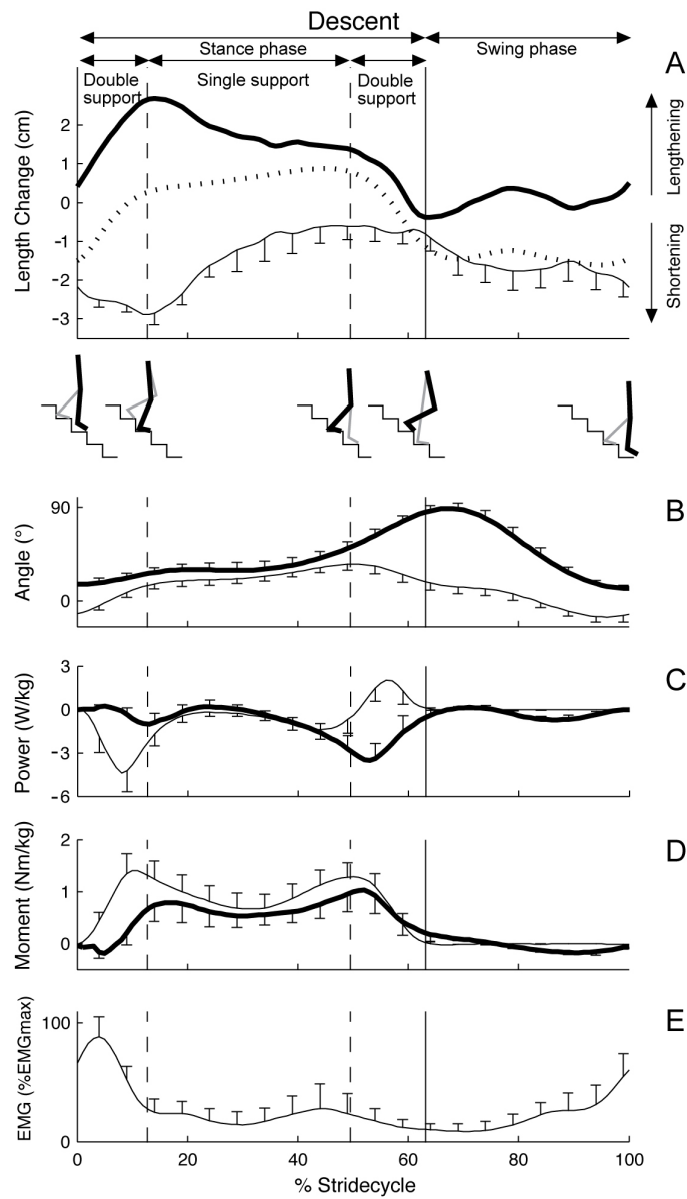 Descent
Stance phase
Swing phase
A
Double support
Single support
Double support
Length Change (cm)
2
1
0
-1
-2
-3
Lengthening
Shortening
B
Angle (°)
90
0
C
Power (W/kg)
3
0
-3
-6
D
Moment (Nm/kg)
2
1
0
E
EMG (%EMGmax)
100
0
0
20
40
60
80
100
% Stridecycle